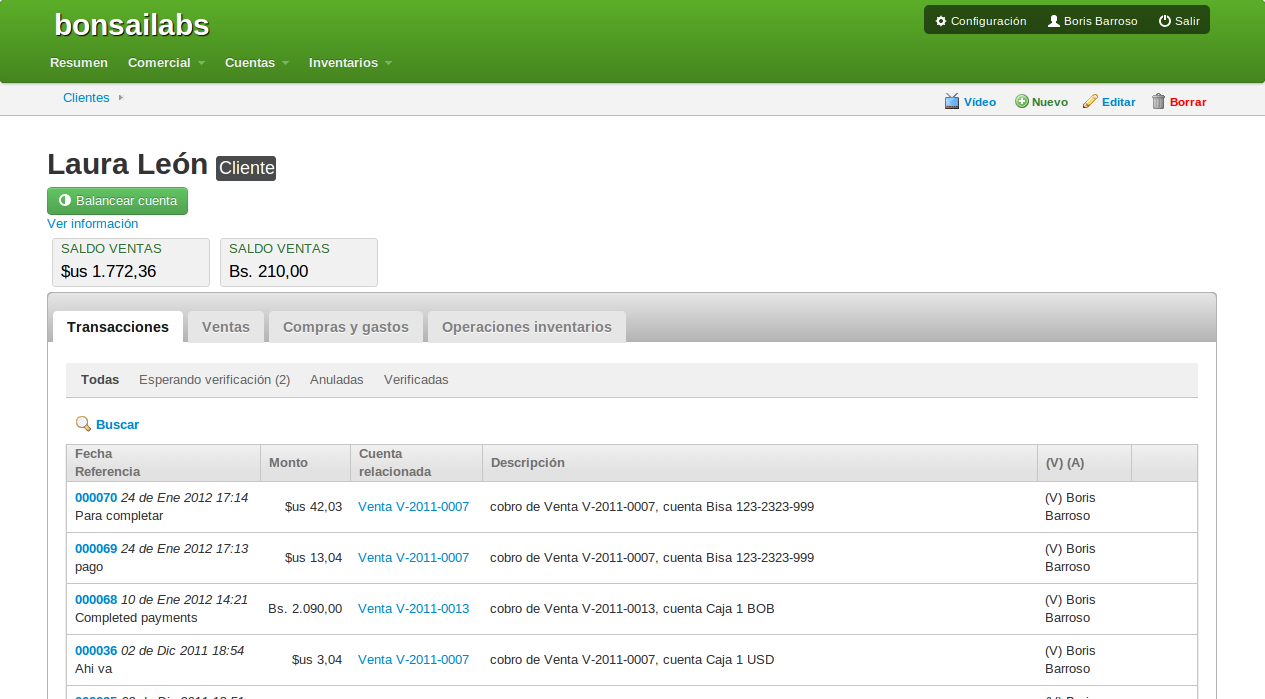 bonsailabs
Configuración Boris Barroso Salir
Resumen Comercial Cuentas Inventarios
Clientes
Vídeo Nuevo Editar Borrar
Laura León Cliente
Balancear cuenta
Ver información
SALDO VENTAS SALDO VENTAS
$us 1.772,36 Bs. 210,00
Transacciones Ventas Compras y gastos Operaciones inventarios
Todas Esperando verificación (2) Anuladas Verificadas
Buscar
Fecha
Referencia
Monto
Cuenta
relacionada
Descripción
(V) (A)
000070 24 de Ene 2012 17:14
Para completar
$us 42,03
Venta V-2011-0007
cobro de Venta V-2011-0007, cuenta Bisa 123-2323-999
(V) Boris
Barroso
000069 24 de Ene 2012 17:13
pago
$us 13,04
Venta V-2011-0007
cobro de Venta V-2011-0007, cuenta Bisa 123-2323-999
(V) Boris
Barroso
000068 10 de Ene 2012 14:21
Completed payments
Bs. 2.090,00
Venta V-2011-0013
cobro de Venta V-2011-0013, cuenta Caja 1 BOB
(V) Boris
Barroso
000036 02 de Dic 2011 18:54
Ahi va
$us 3,04
Venta V-2011-0007
cobro de Venta V-2011-0007, cuenta Caja 1 USD
(V) Boris
Barroso